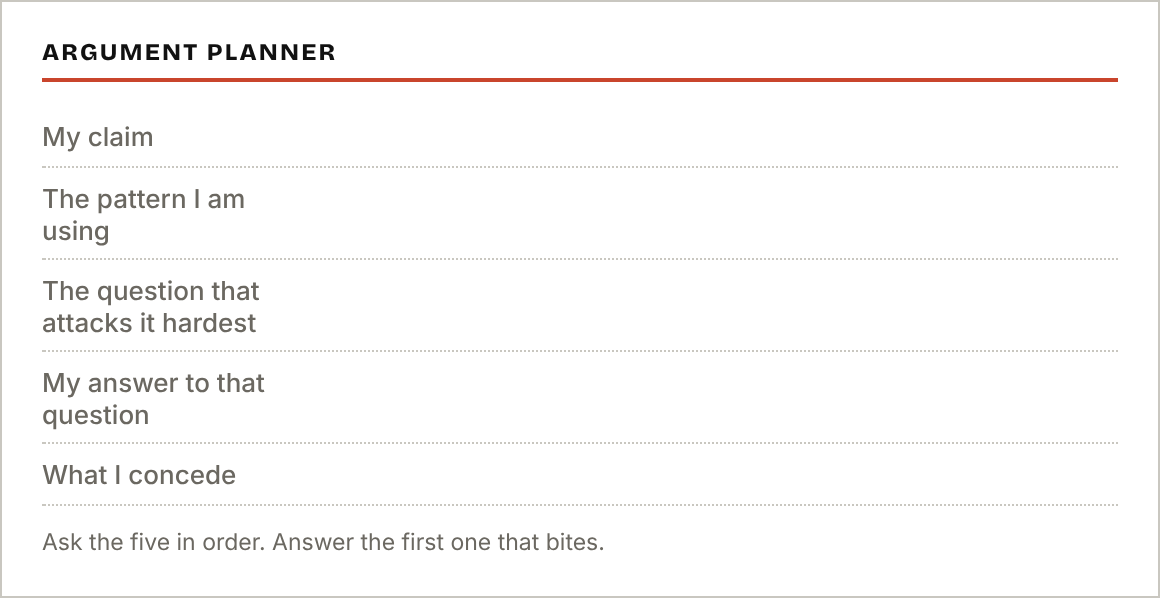 ARGUMENT PLANNER
My claim
The pattern I am
using
The question that
attacks it hardest
My answer to that
question
What I concede
Ask the five in order. Answer the first one that bites.